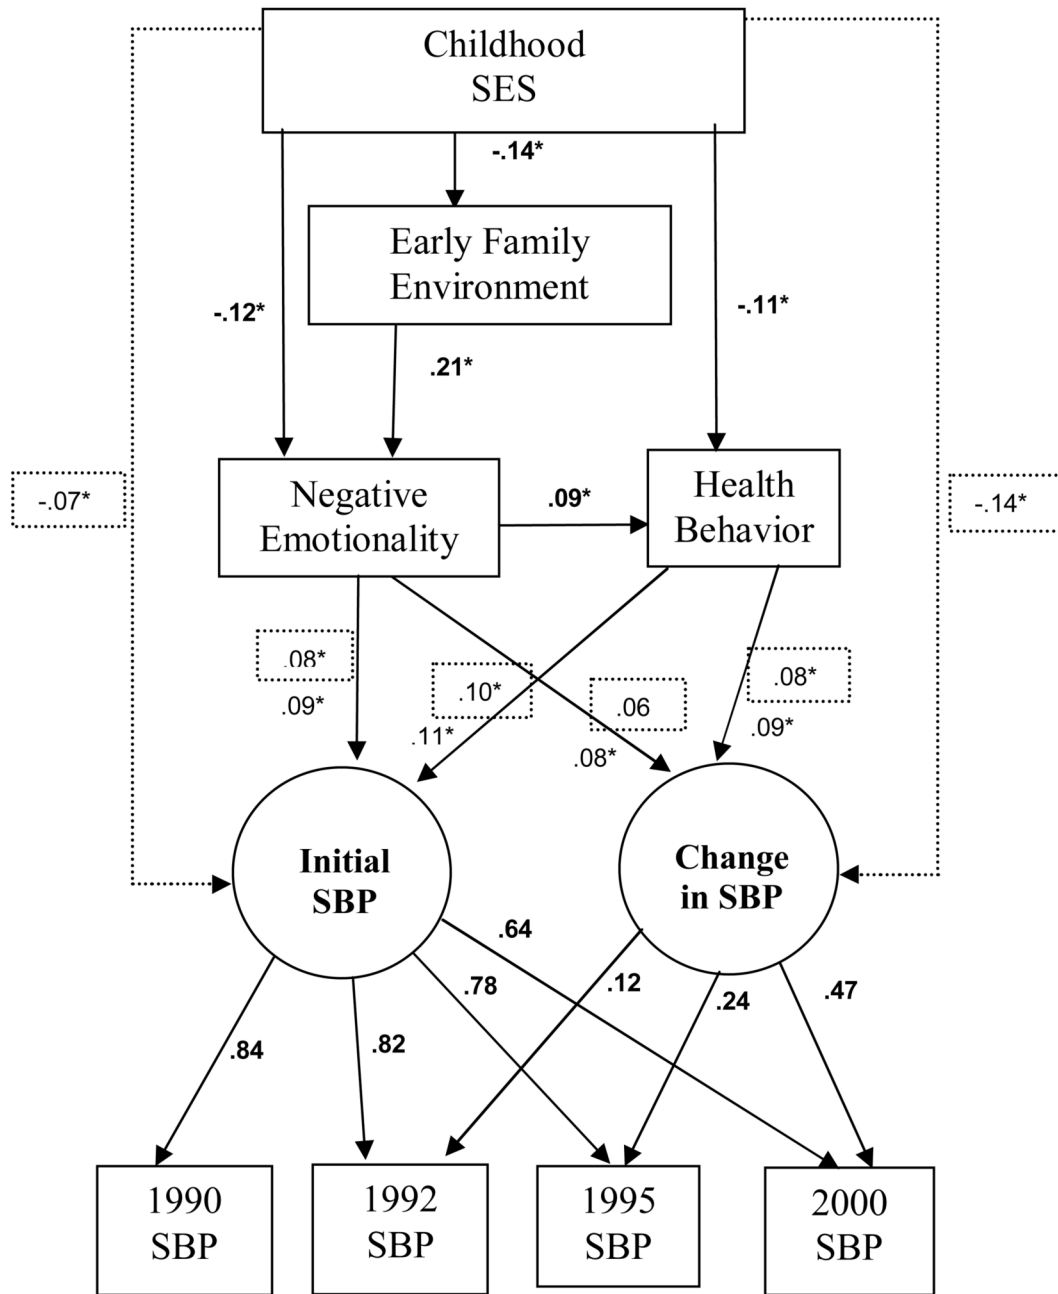 Childhood
SES
-.14*
Early Family
Environment
-.12*
-.11*
.21*
-.07*
Negative
Emotionality
.09*
Health
Behavior
-.14*
.08*
.09*
.10*
.11*
.06
.08*
.08*
.09*
Initial
SBP
Change
in SBP
.64
.78
.12
.24
.47
.84
.82
1990
SBP
1992
SBP
1995
SBP
2000
SBP